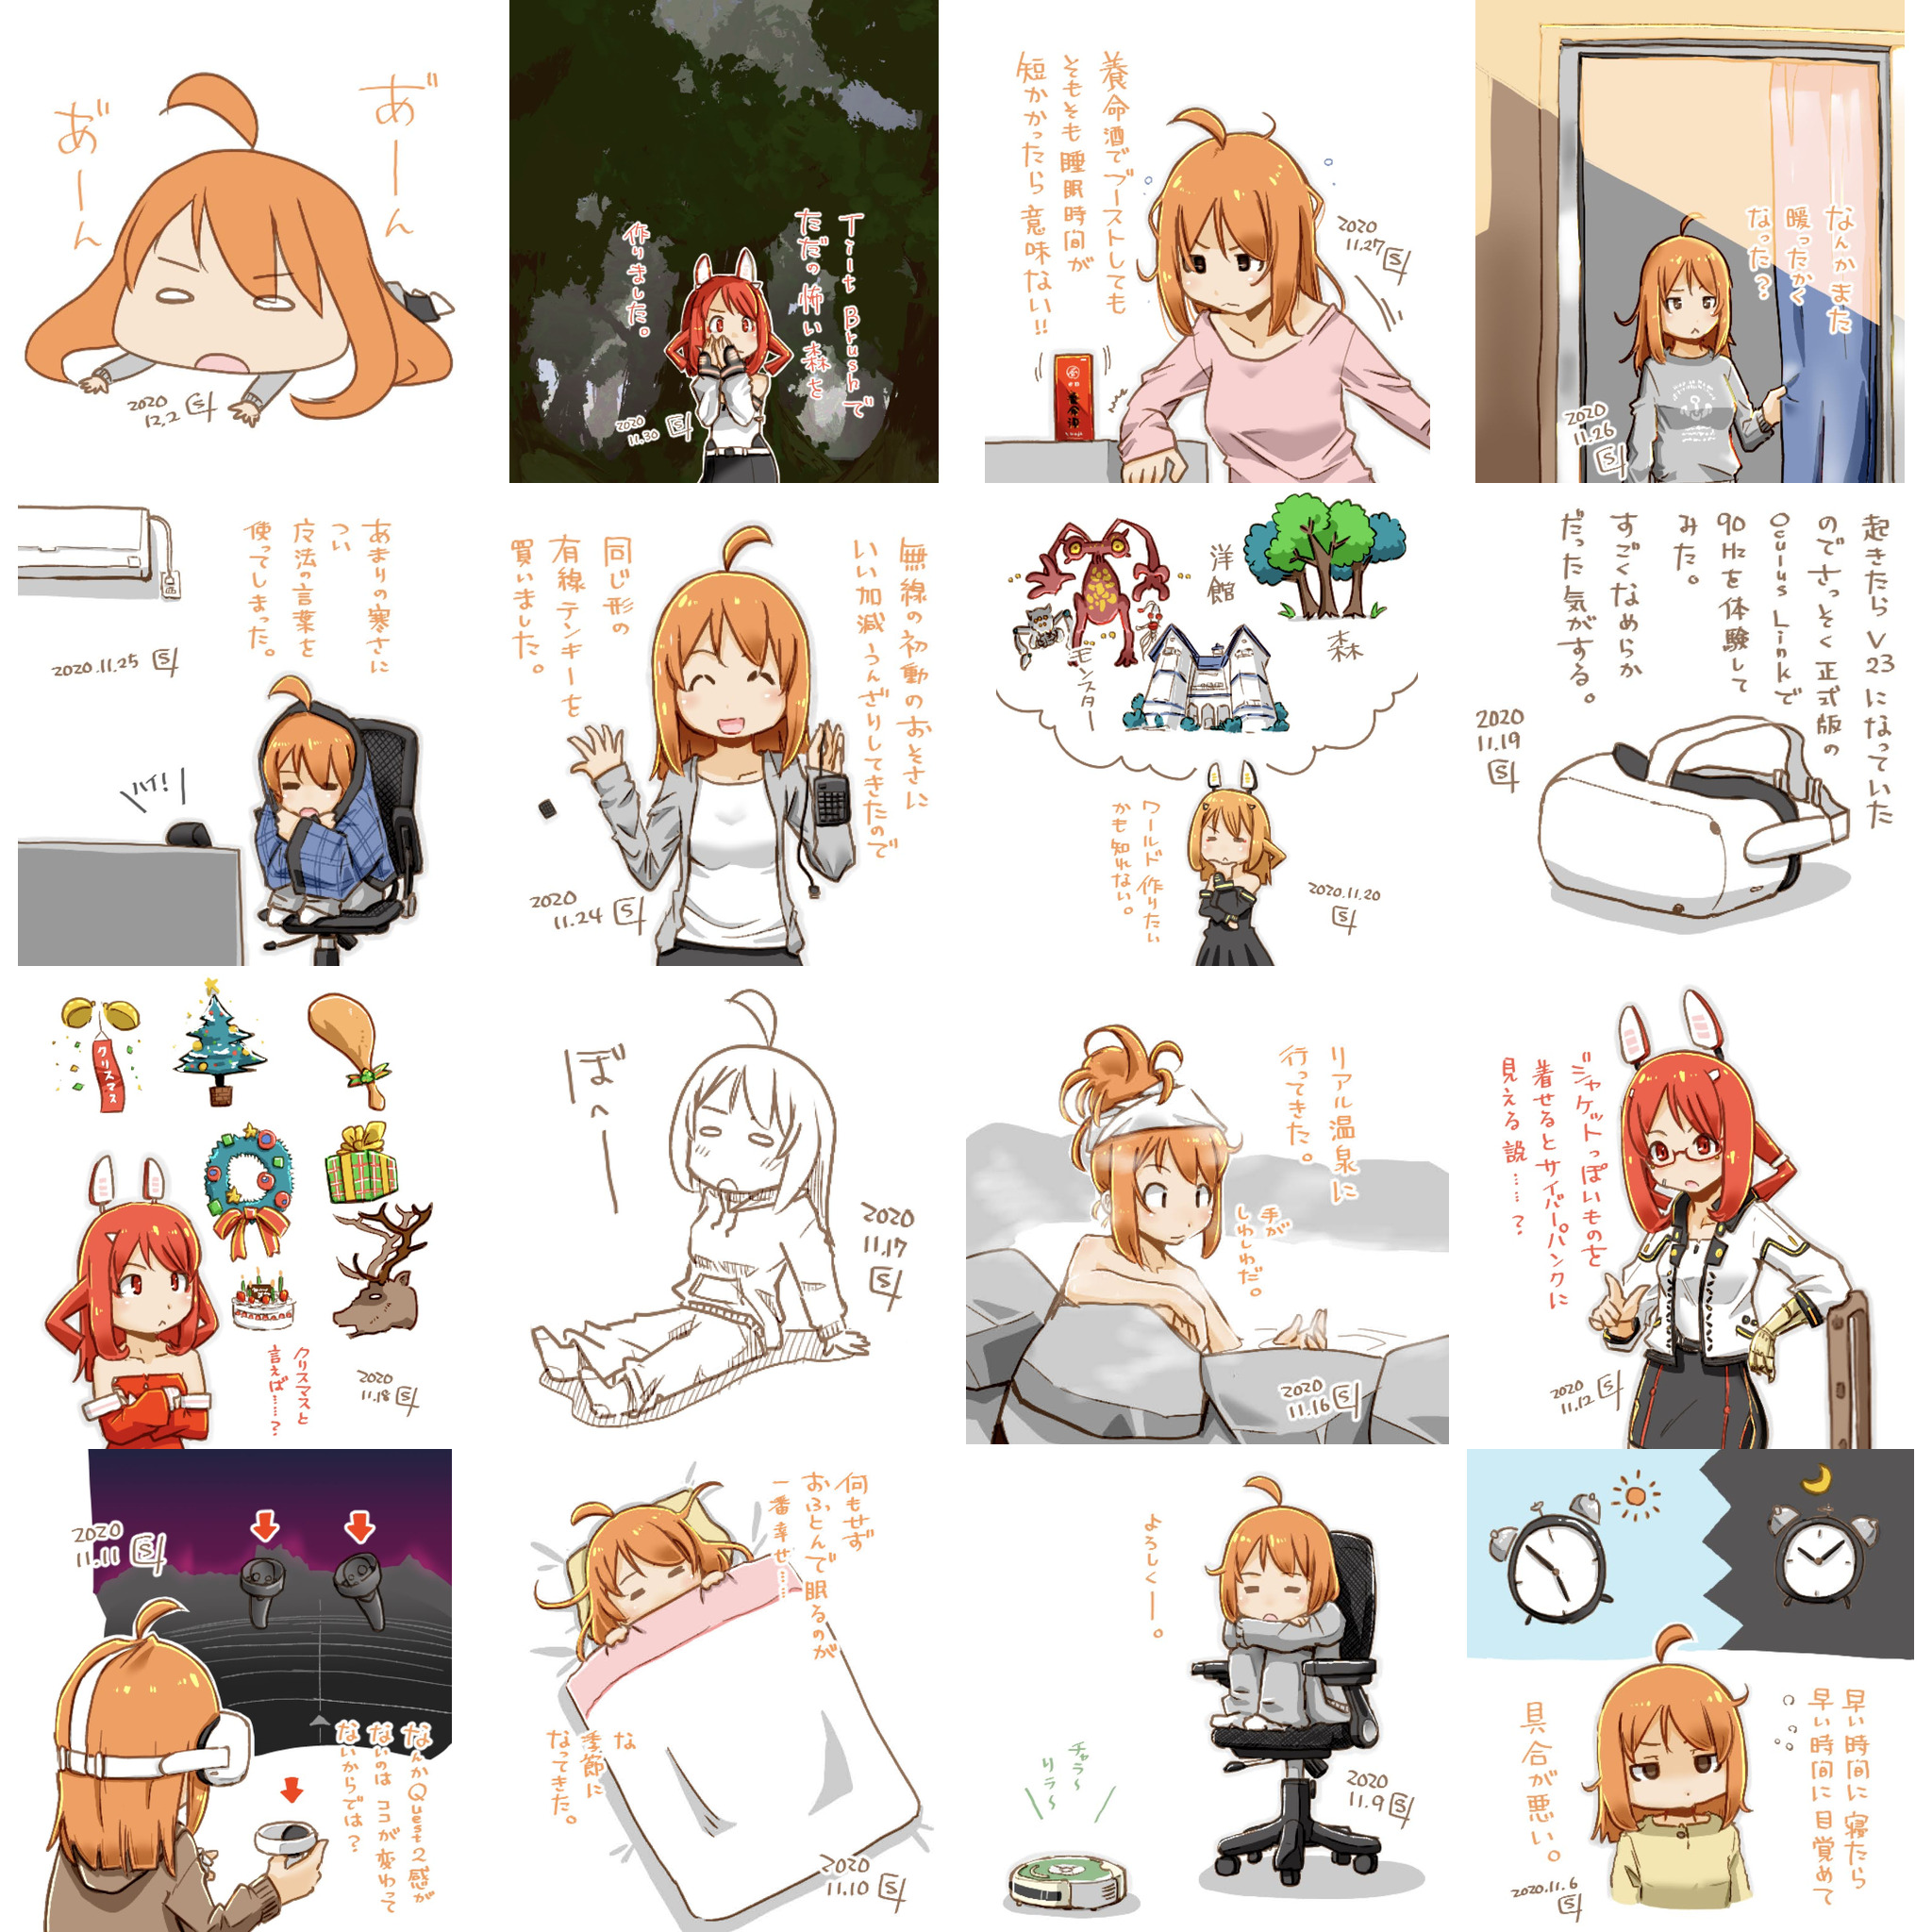 あ゛ーん
あ゛ーん
2020
12.2
Tilt Brushで
ただの怖い森を
作りました。
2020
11.30
養命酒でブーストしても
そもそも睡眠時間が
短かかったら意味ない!!
2020
11.27
養命酒
なんかまた
暖ったかく
なった?
2020
11.26
あまりの寒さに
つい
魔法の言葉を
使ってしまった。
2020.11.25
ハイ!
無線の初動のおそさに
いい加減うんざりしてきたので
同じ形の
有線テンキーを
買いました。
2020
11.24
洋館
森
モンスター
ワールド作りたい
かも知れない。
2020.11.20
起きたらV23になっていた
のでさっそく正式版の
Oculus Linkで
90Hzを体験して
みた。
すごくなめらか
だった気がする。
2020
11.19
クリスマス
クリスマスと
言えば……?
2020
11.18
ぼへー
2020
11.17
リアル温泉に
行ってきた。
手が
しわしわだ。
2020
11.16
ジャケットっぽいものを
着せるとサイバーパンクに
見える説……?
2020
11.12
2020
11.11
なんかQuest2感が
ないのはココが変わって
ないからでは?
何もせず
おふとんで眠るのが
一番幸せ……
な
季節に
なってきた。
2020
11.10
よろしくー。
チャラ〜
リラ〜
2020
11.9
早い時間に寝たら
早い時間に目覚めて
具合が悪い。
2020.11.6